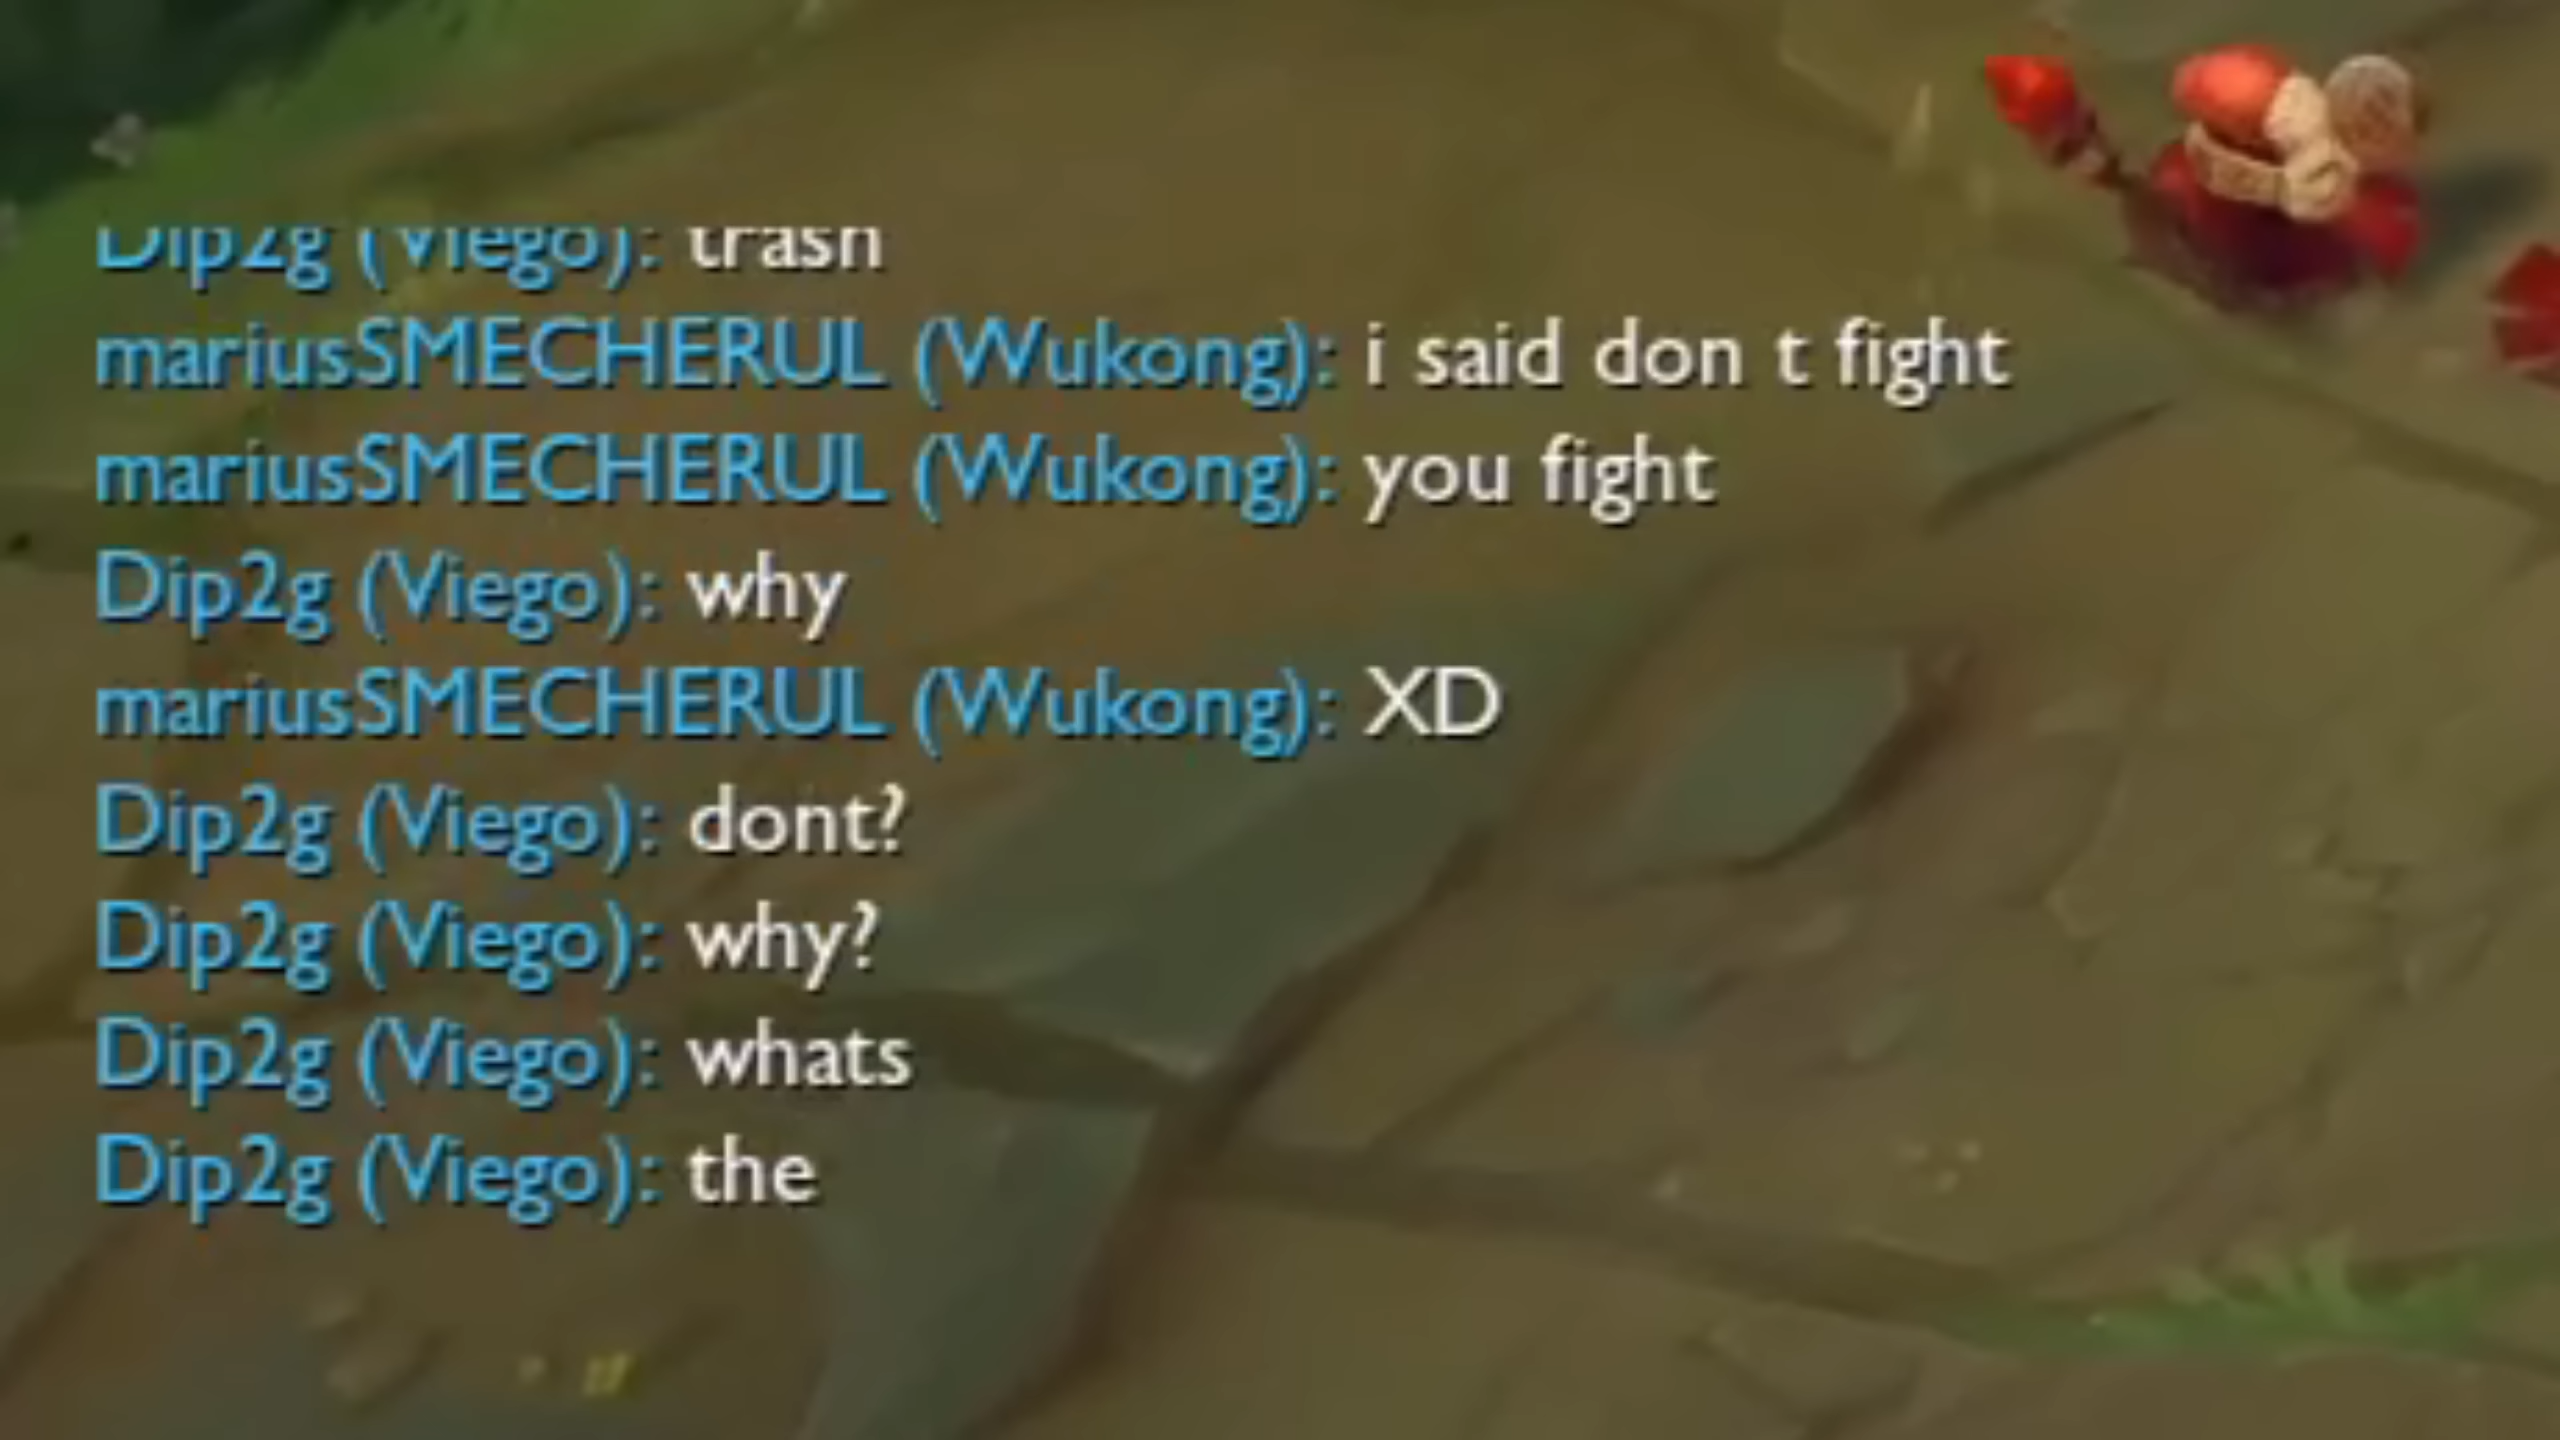 Dip2g (Viego): trash
mariusSMECHERUL (Wukong): i said don t fight
mariusSMECHERUL (Wukong): you fight
Dip2g (Viego): why
mariusSMECHERUL (Wukong): XD
Dip2g (Viego): dont?
Dip2g (Viego): why?
Dip2g (Viego): whats
Dip2g (Viego): the